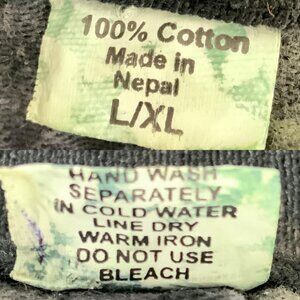 100% Cotton
Made in
Nepal
L/XL
HAND WASH
SEPARATELY
IN COLD WATER
LINE DRY
WARM IRON
DO NOT USE
BLEACH